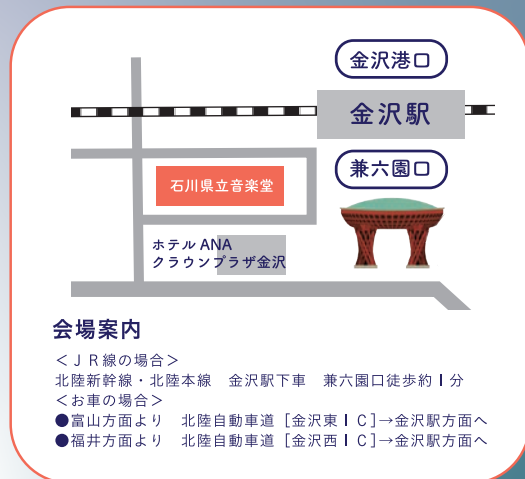 金沢港口
金沢駅
兼六園口
石川県立音楽堂
ホテル ANA
クラウンプラザ金沢
会場案内
＜ＪＲ線の場合＞
北陸新幹線・北陸本線　金沢駅下車　兼六園口徒歩約１分
＜お車の場合＞
●富山方面より　北陸自動車道［金沢東ＩＣ］→金沢駅方面へ
●福井方面より　北陸自動車道［金沢西ＩＣ］→金沢駅方面へ